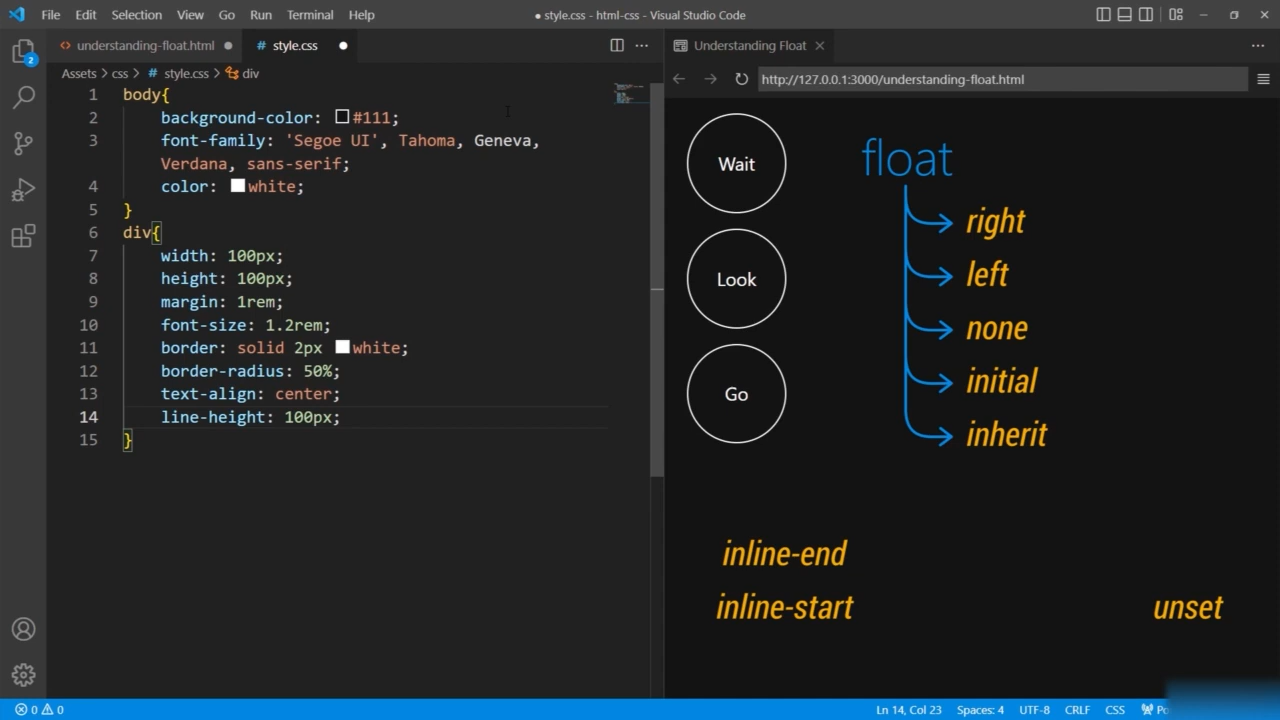 File Edit Selection View Go Run Terminal Help
● style.css - html-css - Visual Studio Code
understanding-float.html
# style.css
Understanding Float
Assets > css > # style.css > div
http://127.0.0.1:3000/understanding-float.html
2
1 body{
2 background-color: #111;
3 font-family: 'Segoe UI', Tahoma, Geneva,
Verdana, sans-serif;
4 color: white;
5 }
6 div{
7 width: 100px;
8 height: 100px;
9 margin: 1rem;
10 font-size: 1.2rem;
11 border: solid 2px white;
12 border-radius: 50%;
13 text-align: center;
14 line-height: 100px;
15 }
Wait
Look
Go
float
right
left
none
initial
inherit
inline-end
inline-start
unset
0 0
Ln 14, Col 23
Spaces: 4
UTF-8
CRLF
CSS